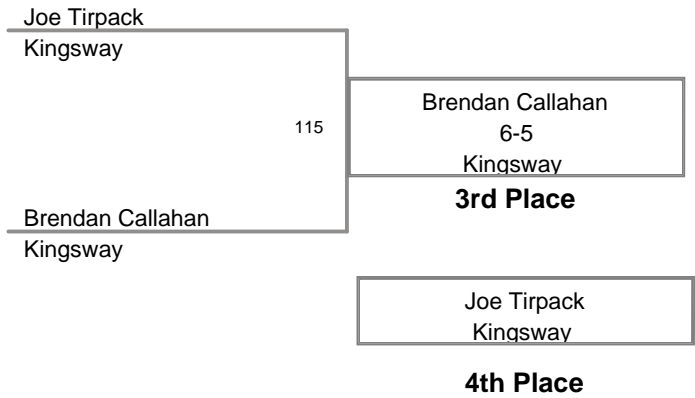 Joe Tirpack
Kingsway
115
Brendan Callahan
6-5
Kingsway
3rd Place
Brendan Callahan
Kingsway
Joe Tirpack
Kingsway
4th Place